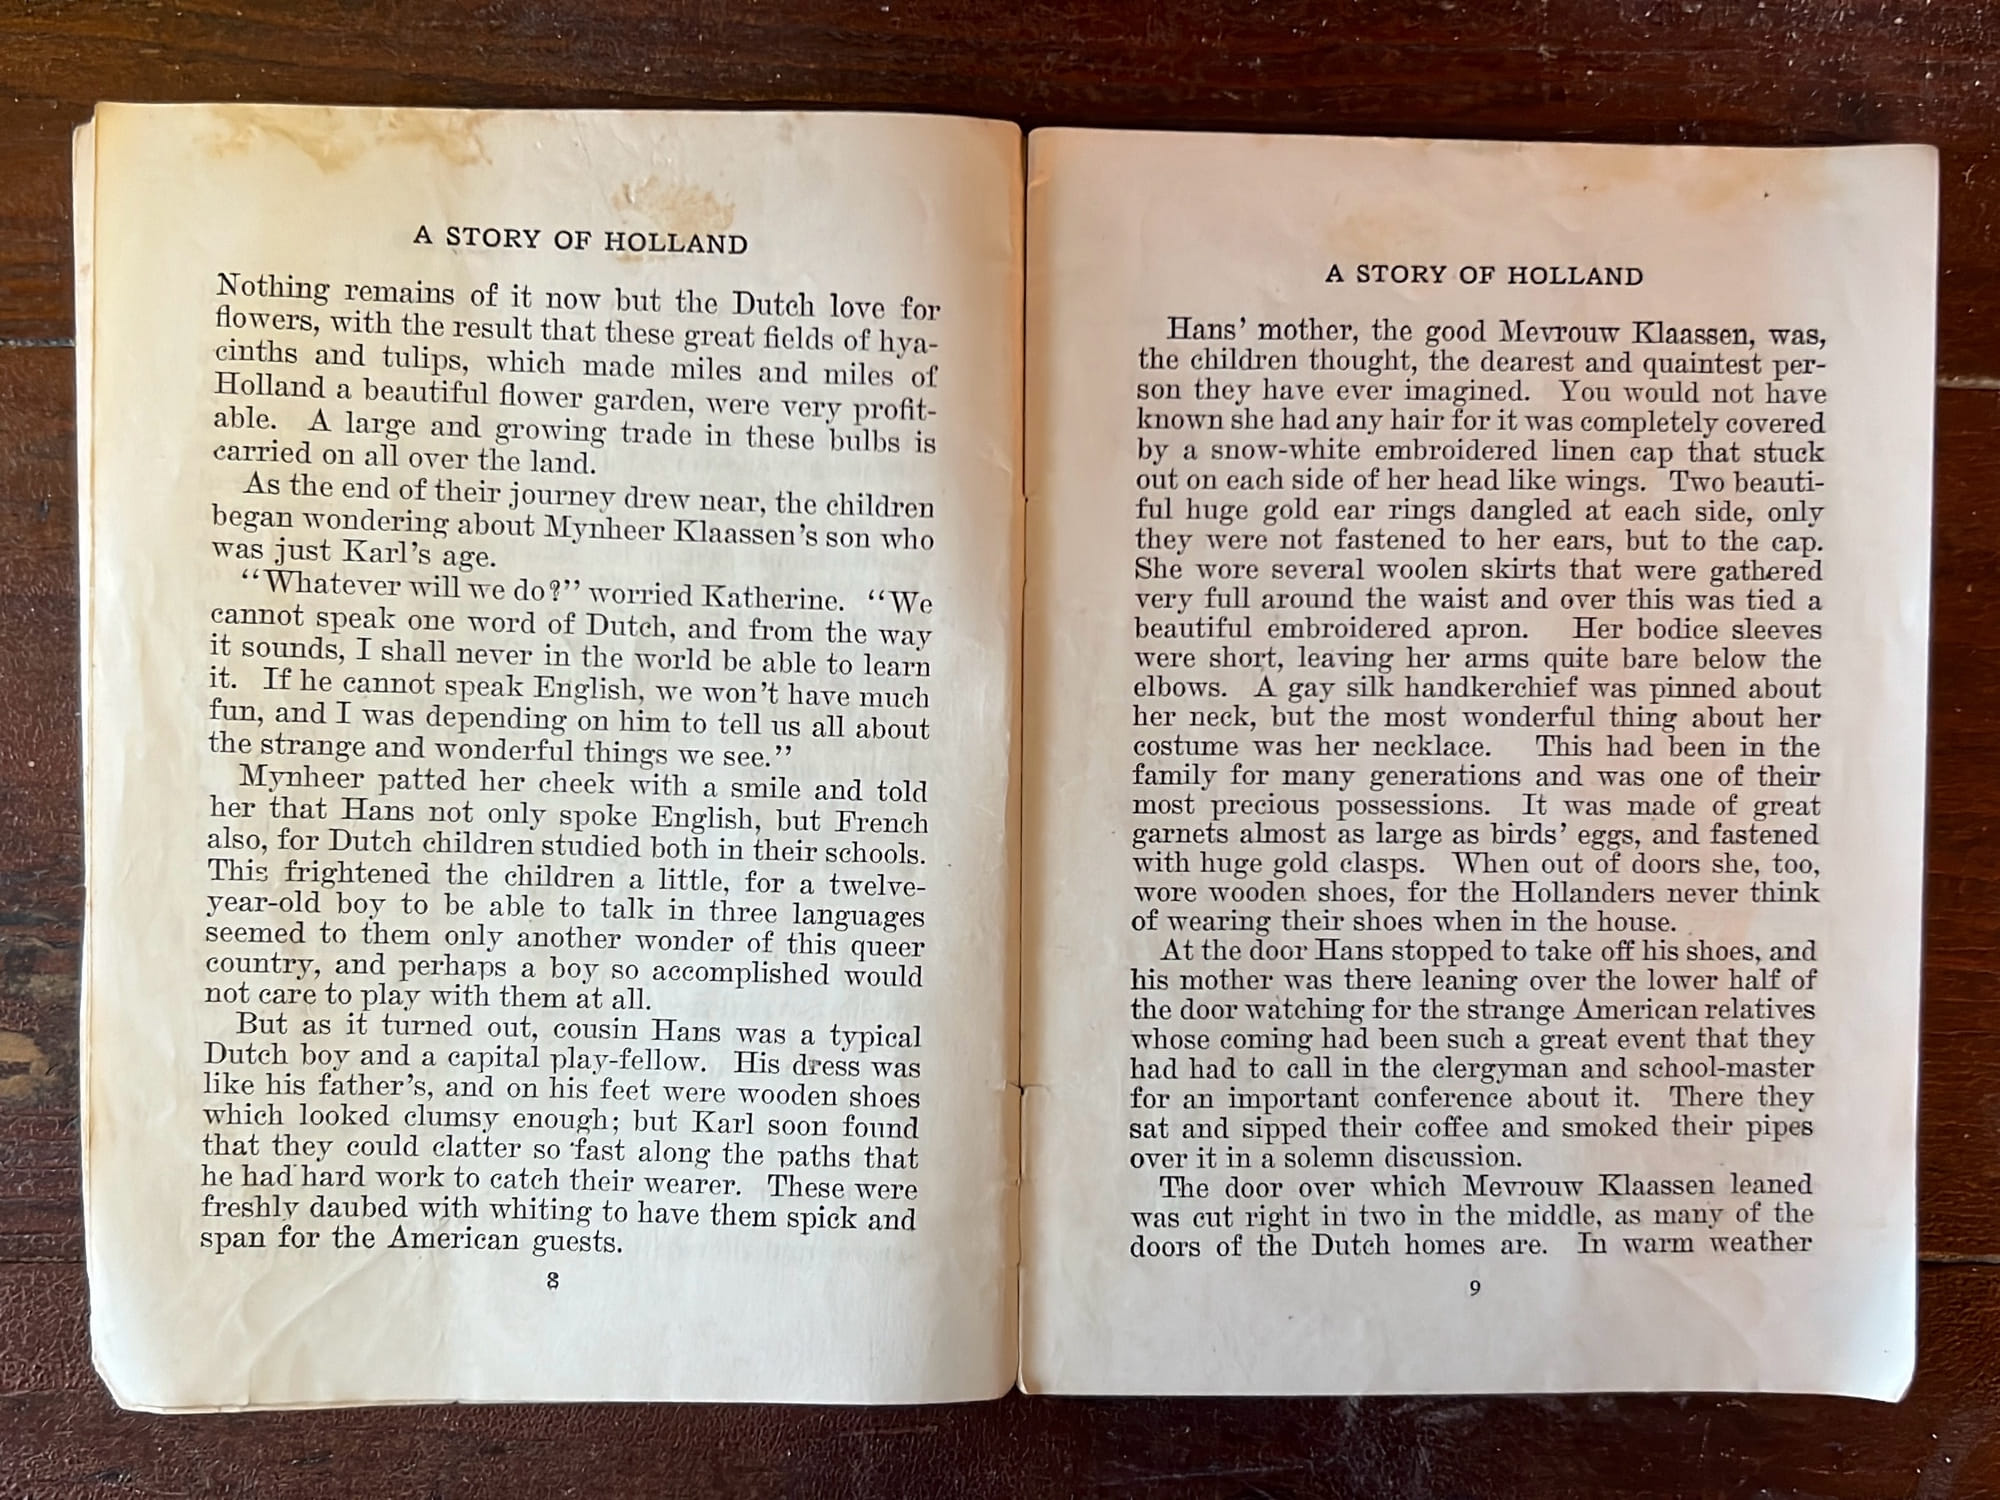 A STORY OF HOLLAND
Nothing remains of it now but the Dutch love for
flowers, with the result that these great fields of hya-
cinths and tulips, which made miles and miles of
Holland a beautiful flower garden, were very profit-
able. A large and growing trade in these bulbs is
carried on all over the land.
As the end of their journey drew near, the children
began wondering about Mynheer Klaassen's son who
was just Karl's age.
“Whatever will we do?” worried Katherine. “We
cannot speak one word of Dutch, and from the way
it sounds, I shall never in the world be able to learn
it. If he cannot speak English, we won't have much
fun, and I was depending on him to tell us all about
the strange and wonderful things we see.”
Mynheer patted her cheek with a smile and told
her that Hans not only spoke English, but French
also, for Dutch children studied both in their schools.
This frightened the children a little, for a twelve-
year-old boy to be able to talk in three languages
seemed to them only another wonder of this queer
country, and perhaps a boy so accomplished would
not care to play with them at all.
But as it turned out, cousin Hans was a typical
Dutch boy and a capital play-fellow. His dress was
like his father's, and on his feet were wooden shoes
which looked clumsy enough; but Karl soon found
that they could clatter so fast along the paths that
he had hard work to catch their wearer. These were
freshly daubed with whiting to have them spick and
span for the American guests.
8
A STORY OF HOLLAND
Hans' mother, the good Mevrouw Klaassen, was,
the children thought, the dearest and quaintest per-
son they have ever imagined. You would not have
known she had any hair for it was completely covered
by a snow-white embroidered linen cap that stuck
out on each side of her head like wings. Two beauti-
ful huge gold ear rings dangled at each side, only
they were not fastened to her ears, but to the cap.
She wore several woolen skirts that were gathered
very full around the waist and over this was tied a
beautiful embroidered apron. Her bodice sleeves
were short, leaving her arms quite bare below the
elbows. A gay silk handkerchief was pinned about
her neck, but the most wonderful thing about her
costume was her necklace. This had been in the
family for many generations and was one of their
most precious possessions. It was made of great
garnets almost as large as birds' eggs, and fastened
with huge gold clasps. When out of doors she, too,
wore wooden shoes, for the Hollanders never think
of wearing their shoes when in the house.
At the door Hans stopped to take off his shoes, and
his mother was there leaning over the lower half of
the door watching for the strange American relatives
whose coming had been such a great event that they
had had to call in the clergyman and school-master
for an important conference about it. There they
sat and sipped their coffee and smoked their pipes
over it in a solemn discussion.
The door over which Mevrouw Klaassen leaned
was cut right in two in the middle, as many of the
doors of the Dutch homes are. In warm weather
9